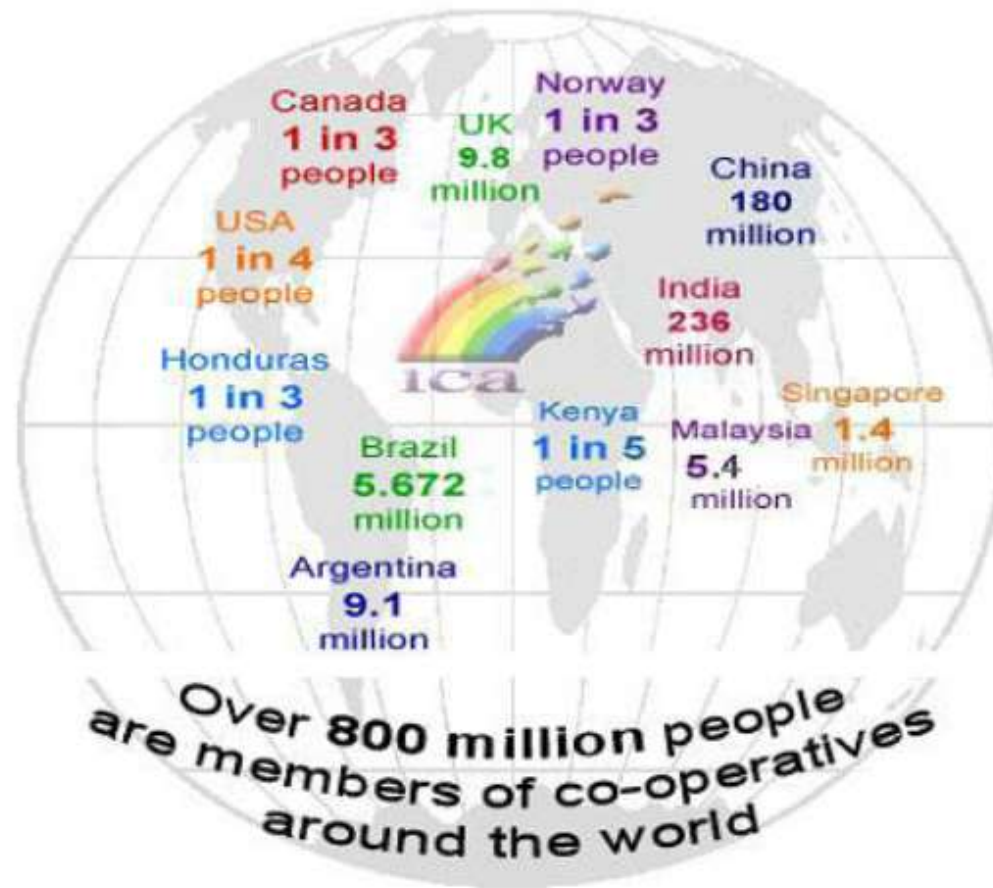 Canada
1 in 3
people
UK
9.8
million
Norway
1 in 3
people
China
180
million
USA
1 in 4
people
India
236
million
ica
Honduras
1 in 3
people
Brazil
5.672
million
Kenya
1 in 5
people
Malaysia
5.4
million
Singapore
1.4
million
Argentina
9.1
million
Over 800 million people
are members of co-operatives
around the world